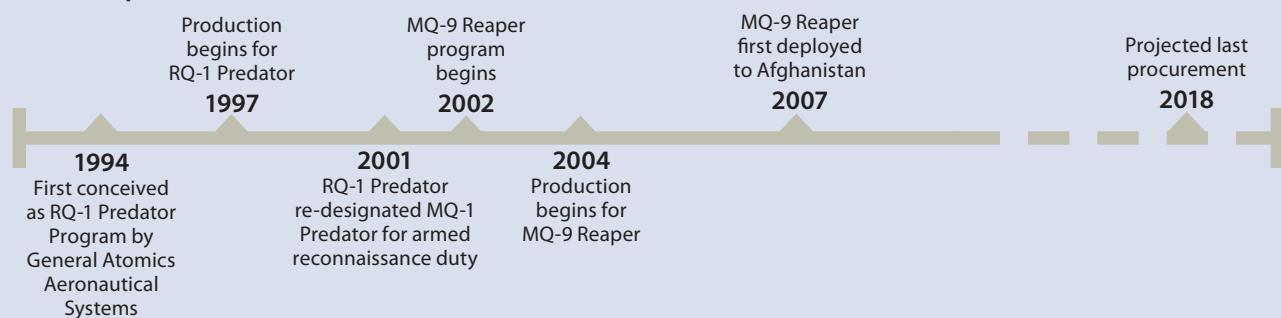 Production
begins for
RQ-1 Predator
1997
MQ-9 Reaper
program
begins
2002
MQ-9 Reaper
first deployed
to Afghanistan
2007
Projected last
procurement
2018
1994
First conceived
as RQ-1 Predator
Program by
General Atomics
Aeronautical
Systems
2001
RQ-1 Predator
re-designated MQ-1
Predator for armed
reconnaissance duty
2004
Production
begins for
MQ-9 Reaper